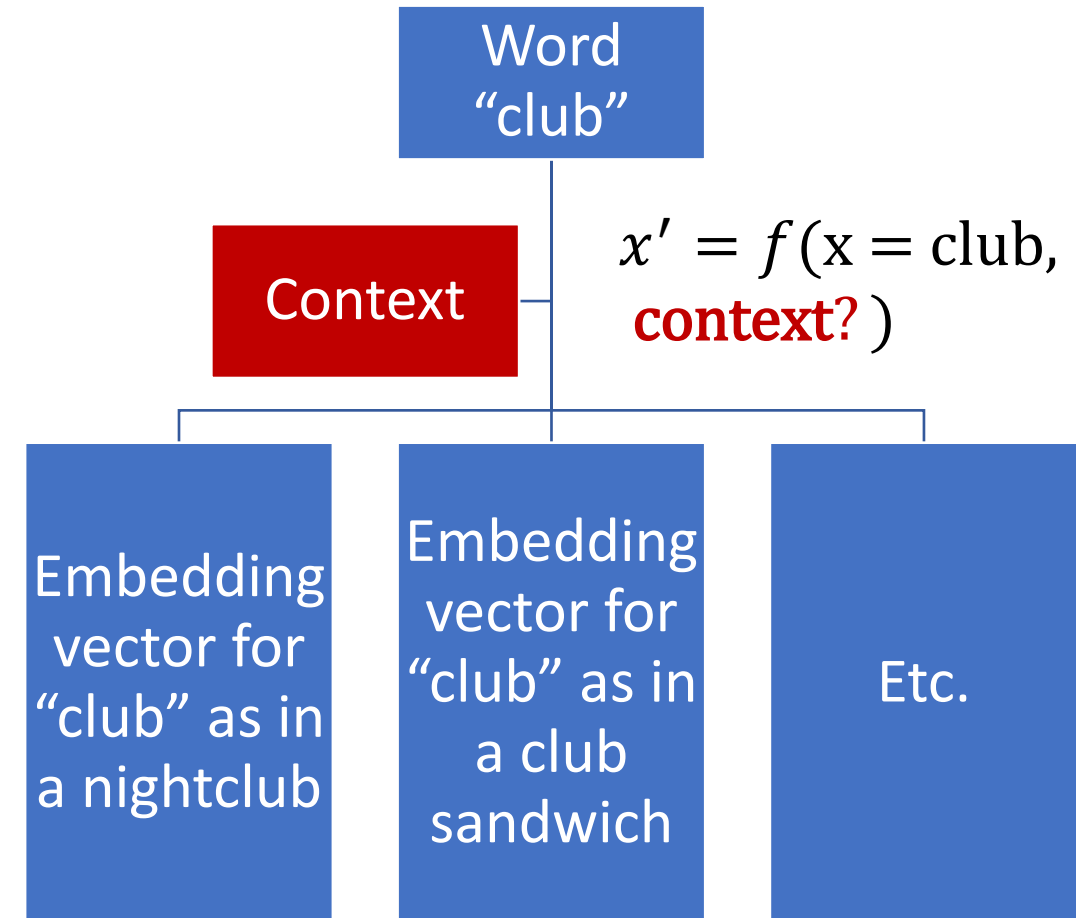 Word
“club”
𝑥′ = 𝑓(x = club,
context? )
Context
Embedding
vector for
“club” as in
a nightclub
Embedding
vector for
“club” as in
a club
sandwich
Etc.